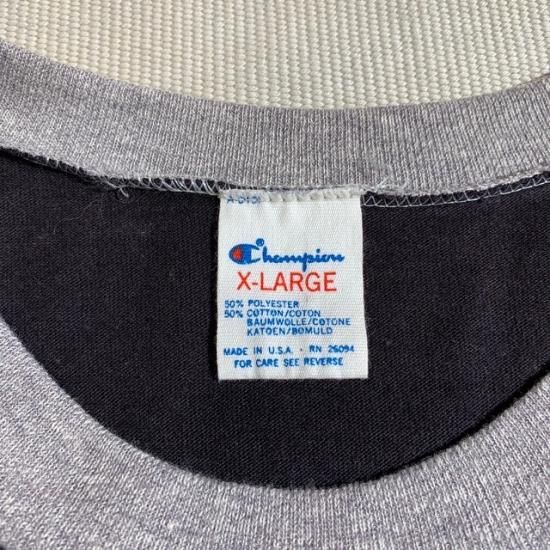 Champion®
X-LARGE
50% POLYESTER
50% COTTON/COTON
BAUMWOLLE/COTONE
KATOEN/BOMULD
MADE IN U.S.A. • RN 26094
FOR CARE SEE REVERSE